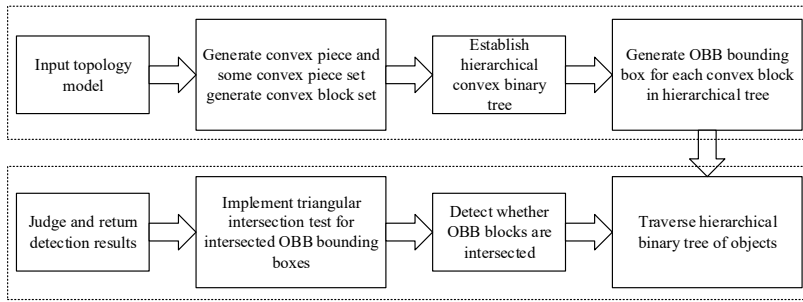 Input topology
model
Generate convex piece and
some convex piece set
generate convex block set
Establish
hierarchical
convex binary
tree
Generate OBB bounding
box for each convex block
in hierarchical tree
Judge and return
detection results
Implement triangular
intersection test for
intersected OBB bounding
boxes
Detect whether
OBB blocks are
intersected
Traverse hierarchical
binary tree of objects